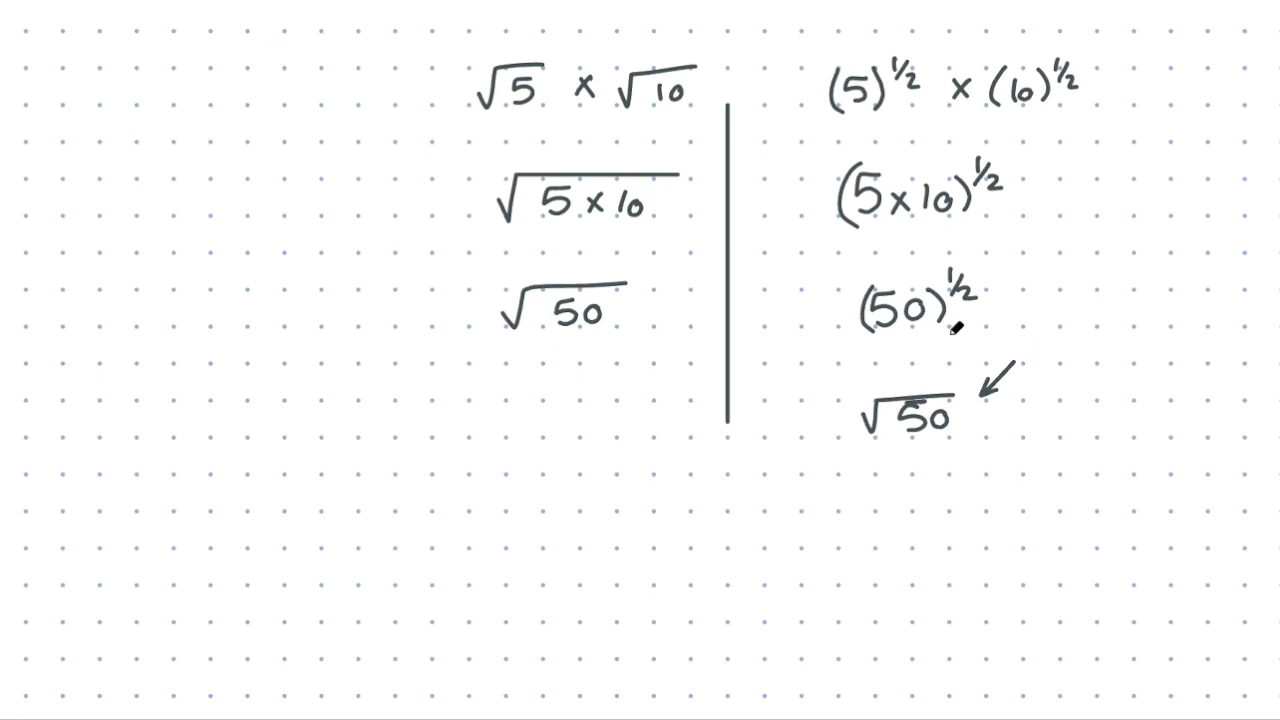 √5 × √10
√5 × 10
√50
(5)^1/2 × (10)^1/2
(5 × 10)^1/2
(50)^1/2
√50